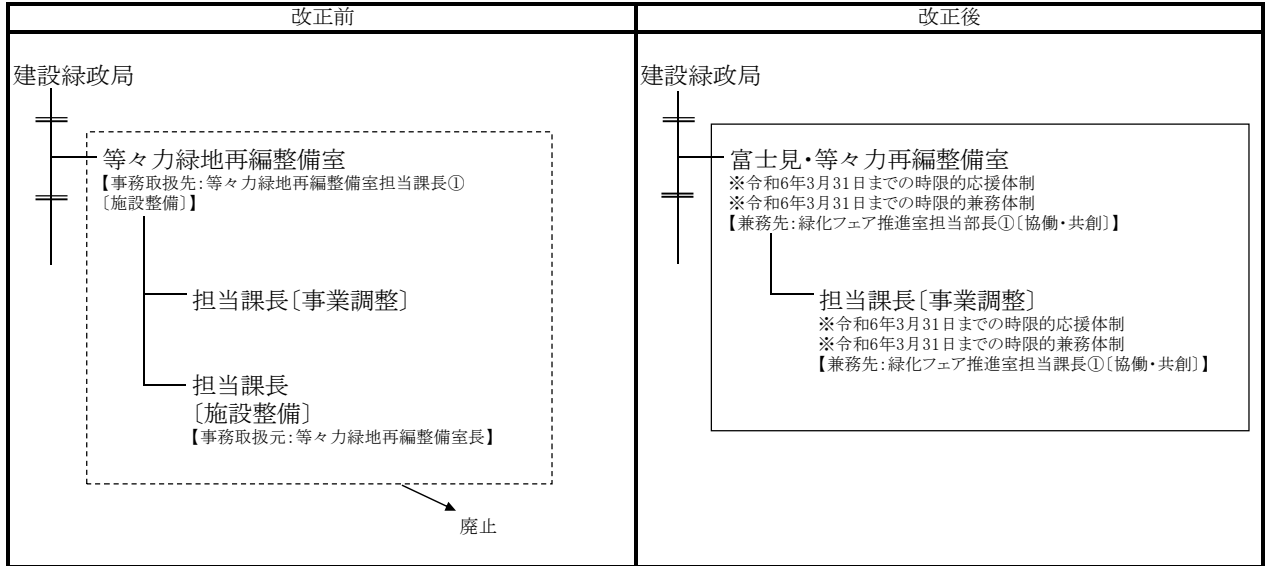 改正前
改正後
建設緑政局
等々力緑地再編整備室
【事務取扱先:等々力緑地再編整備室担当課長①
〔施設整備〕】
担当課長〔事業調整〕
担当課長
〔施設整備〕
【事務取扱元:等々力緑地再編整備室長】
廃止
建設緑政局
富士見・等々力再編整備室
※令和6年3月31日までの時限的応援体制
※令和6年3月31日までの時限的兼務体制
【兼務先:緑化フェア推進室担当部長①〔協働・共創〕】
担当課長〔事業調整〕
※令和6年3月31日までの時限的応援体制
※令和6年3月31日までの時限的兼務体制
【兼務先:緑化フェア推進室担当課長①〔協働・共創〕】